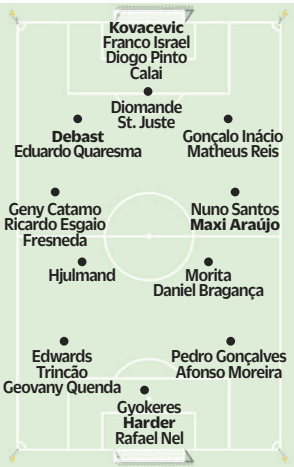 Kovacevic
Franco Israel
Diogo Pinto
Calai
Diomande
St. Juste
Debast
Eduardo Quaresma
Gonçalo Inácio
Matheus Reis
Geny Catamo
Ricardo Esgaio
Fresneda
Nuno Santos
Maxi Araújo
Hjulmand
Morita
Daniel Bragança
Edwards
Trincão
Geovany Quenda
Pedro Gonçalves
Afonso Moreira
Gyokeres
Harder
Rafael Nel